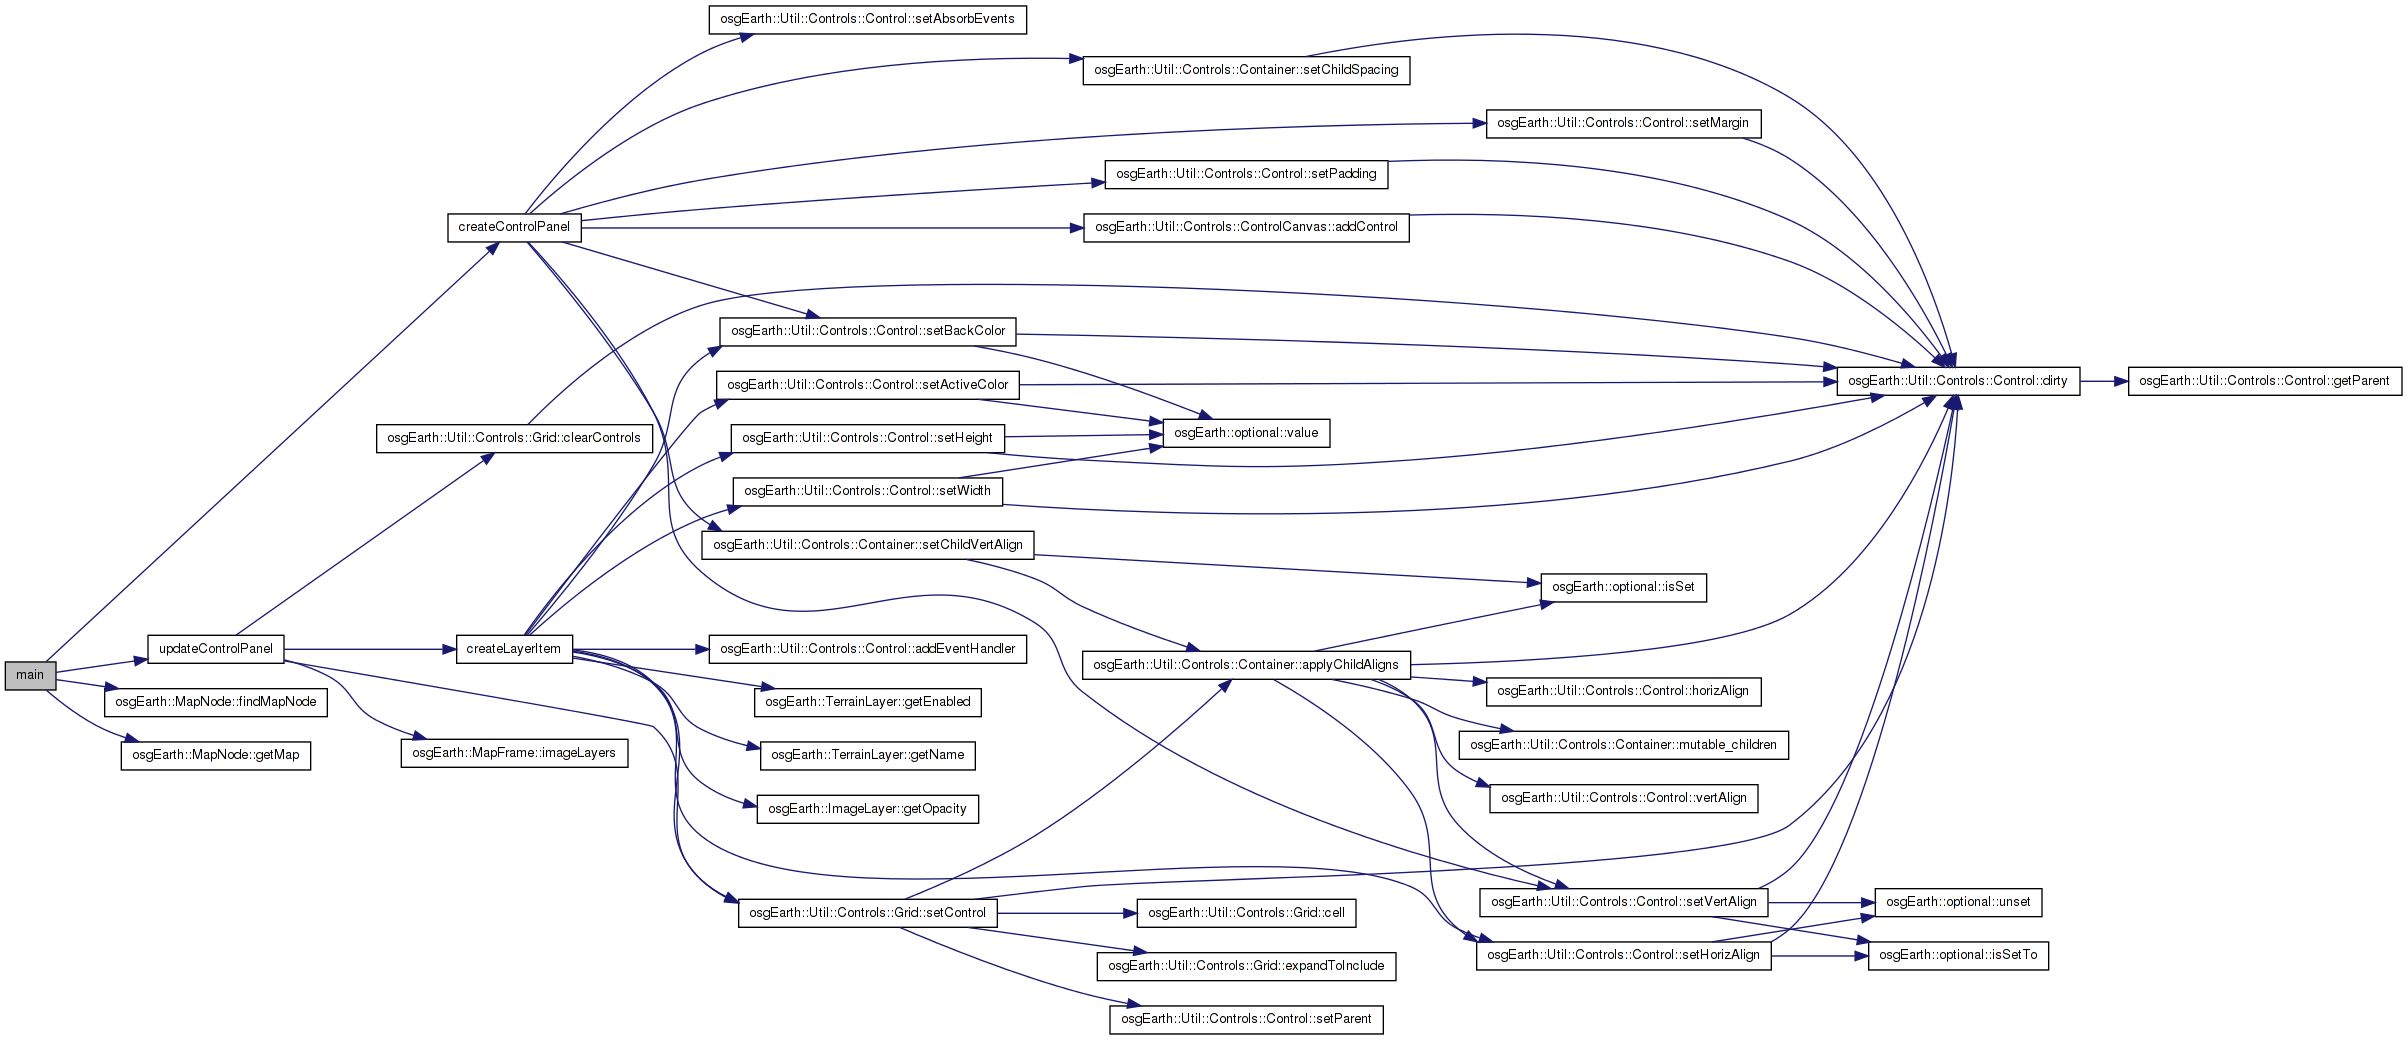 osgEarth::Util::Controls::Control::setAbsorbEvents
osgEarth::Util::Controls::Container::setChildSpacing
osgEarth::Util::Controls::Control::setMargin
osgEarth::Util::Controls::Control::setPadding
createControlPanel
osgEarth::Util::Controls::ControlCanvas::addControl
osgEarth::Util::Controls::Control::setBackColor
osgEarth::Util::Controls::Control::setActiveColor
osgEarth::Util::Controls::Control::dirty
osgEarth::Util::Controls::Control::getParent
osgEarth::Util::Controls::Grid::clearControls
osgEarth::Util::Controls::Control::setHeight
osgEarth::optional::value
osgEarth::Util::Controls::Control::setWidth
osgEarth::Util::Controls::Container::setChildVertAlign
osgEarth::optional::isSet
updateControlPanel
createLayerItem
osgEarth::Util::Controls::Control::addEventHandler
osgEarth::Util::Controls::Container::applyChildAligns
main
osgEarth::MapNode::findMapNode
osgEarth::TerrainLayer::getEnabled
osgEarth::Util::Controls::Control::horizAlign
osgEarth::MapNode::getMap
osgEarth::MapFrame::imageLayers
osgEarth::TerrainLayer::getName
osgEarth::Util::Controls::Container::mutable_children
osgEarth::ImageLayer::getOpacity
osgEarth::Util::Controls::Control::vertAlign
osgEarth::Util::Controls::Grid::setControl
osgEarth::Util::Controls::Grid::cell
osgEarth::Util::Controls::Control::setVertAlign
osgEarth::optional::unset
osgEarth::Util::Controls::Grid::expandToInclude
osgEarth::Util::Controls::Control::setHorizAlign
osgEarth::optional::isSetTo
osgEarth::Util::Controls::Control::setParent